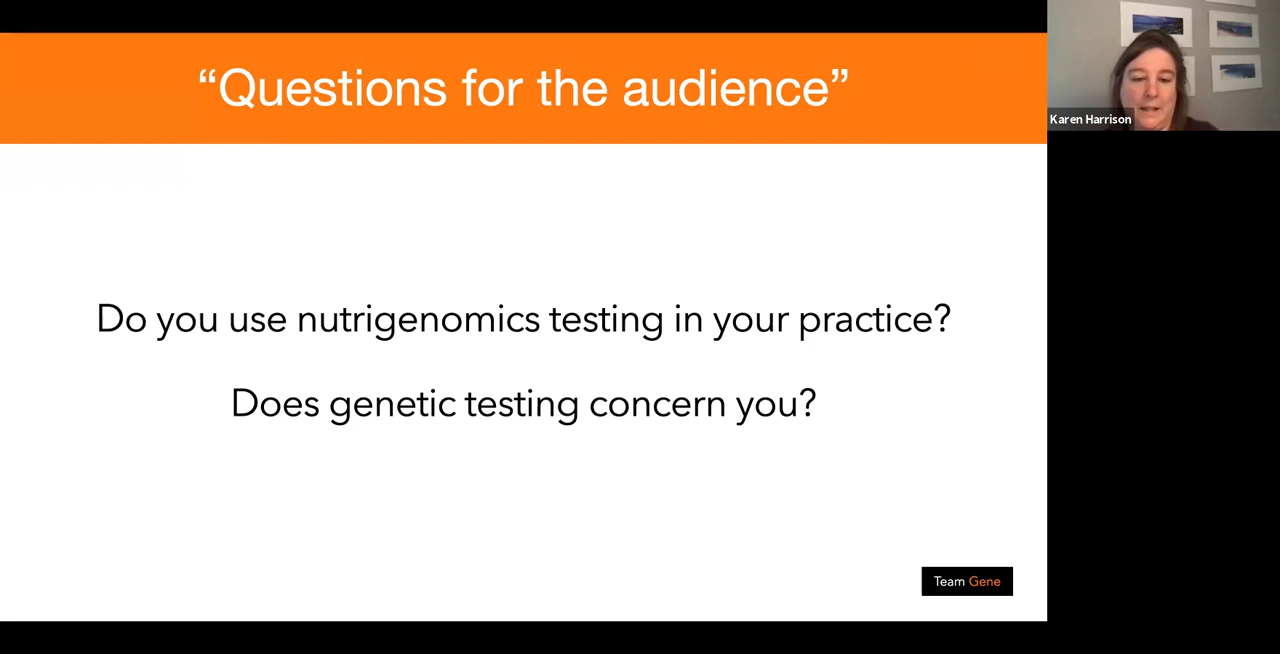 “Questions for the audience”
Karen Harrison
Do you use nutrigenomics testing in your practice?
Does genetic testing concern you?
Team Gene